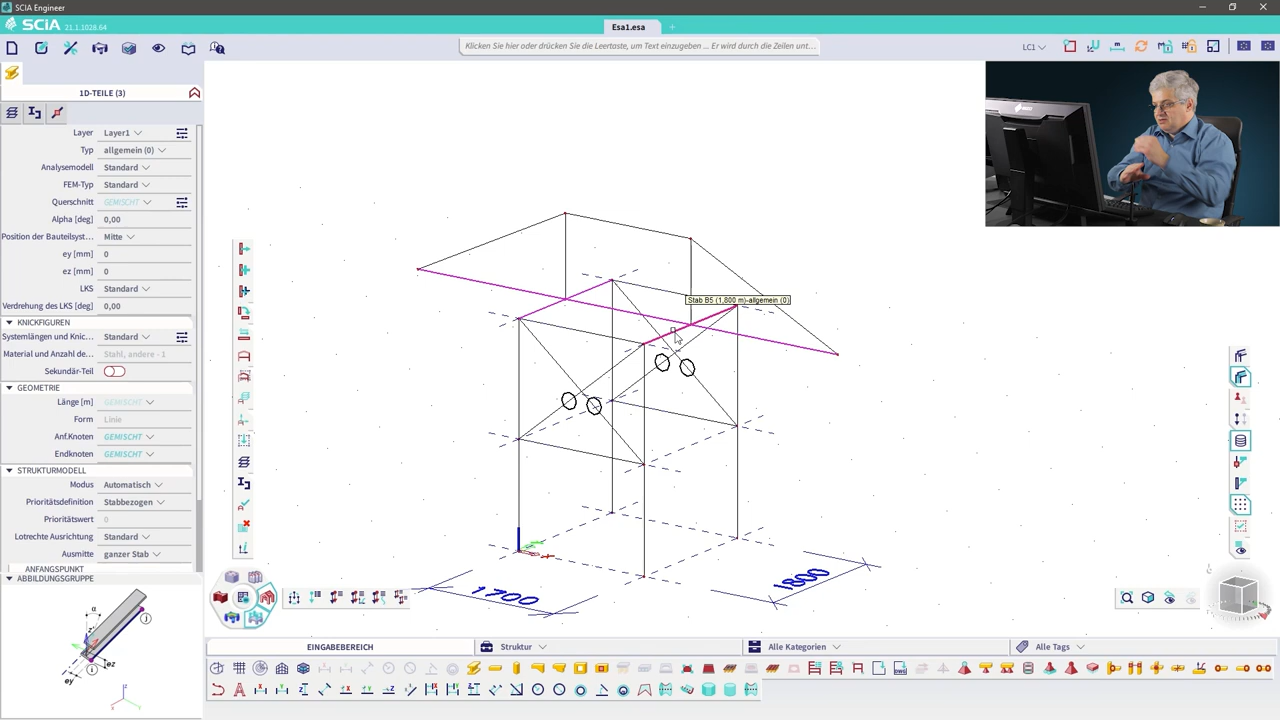 SCIA Engineer
SCIA 21.1.1028.64
Esa1.esa
Klicken Sie hier oder drücken Sie die Leertaste, um Text einzugeben ... Er wird durch die Zeilen unt...
LC1
1D-TEILE (3)
Layer Layer1
Typ allgemein (0)
Analysemodell Standard
FEM-Typ Standard
Querschnitt GEMISCHT
Alpha [deg] 0,00
Position der Bauteilsyst... Mitte
ey [mm] 0
ez [mm] 0
LKS Standard
Verdrehung des LKS [deg] 0,00
KNICKFIGUREN
Systemlängen und Knic... Standard
Material und Anzahl de... Stahl, andere - 1
Sekundär-Teil
GEOMETRIE
Länge [m] GEMISCHT
Form Linie
Anf.Knoten GEMISCHT
Endknoten GEMISCHT
STRUKTURMODELL
Modus Automatisch
Prioritätsdefinition Stabbezogen
Prioritätswert 0
Lotrechte Ausrichtung Standard
Ausmitte ganzer Stab
ANFANGSPUNKT
ABBILDUNGSGRUPPE
α
ez
ey
i
j
z
x
y
Stab B5 (1,800 m)-allgemein (0)
1700
1800
EINGABEBEREICH
Struktur
Alle Kategorien
Alle Tags